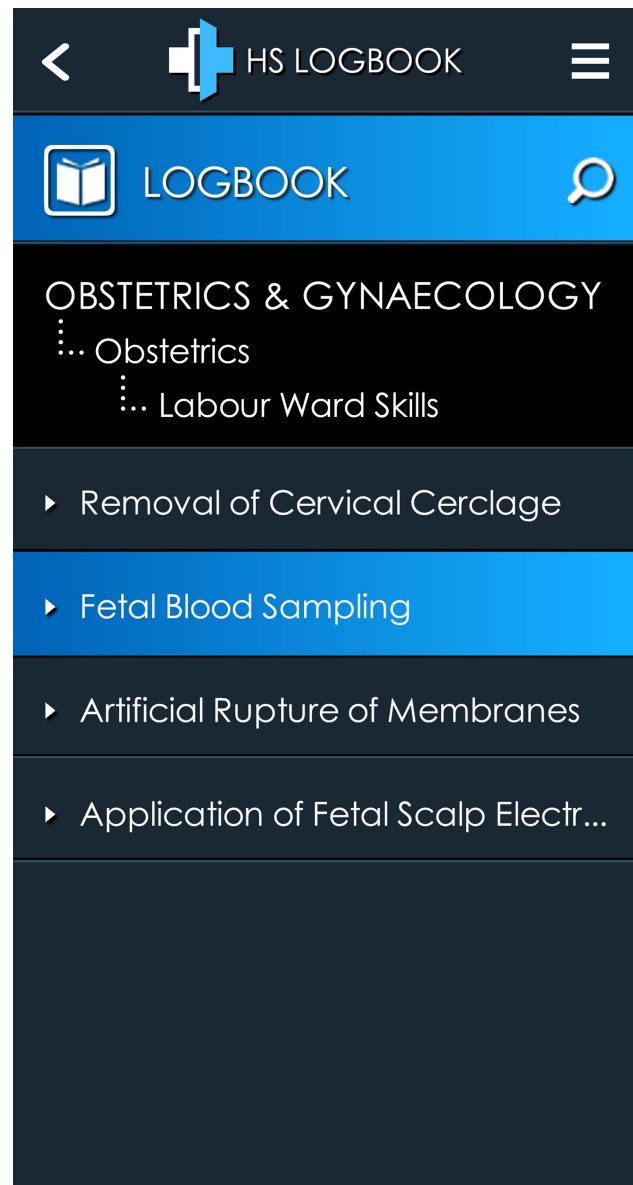 HS LOGBOOK
LOGBOOK
OBSTETRICS & GYNAECOLOGY
Obstetrics
Labour Ward Skills
Removal of Cervical Cerclage
Fetal Blood Sampling
Artificial Rupture of Membranes
Application of Fetal Scalp Electr...